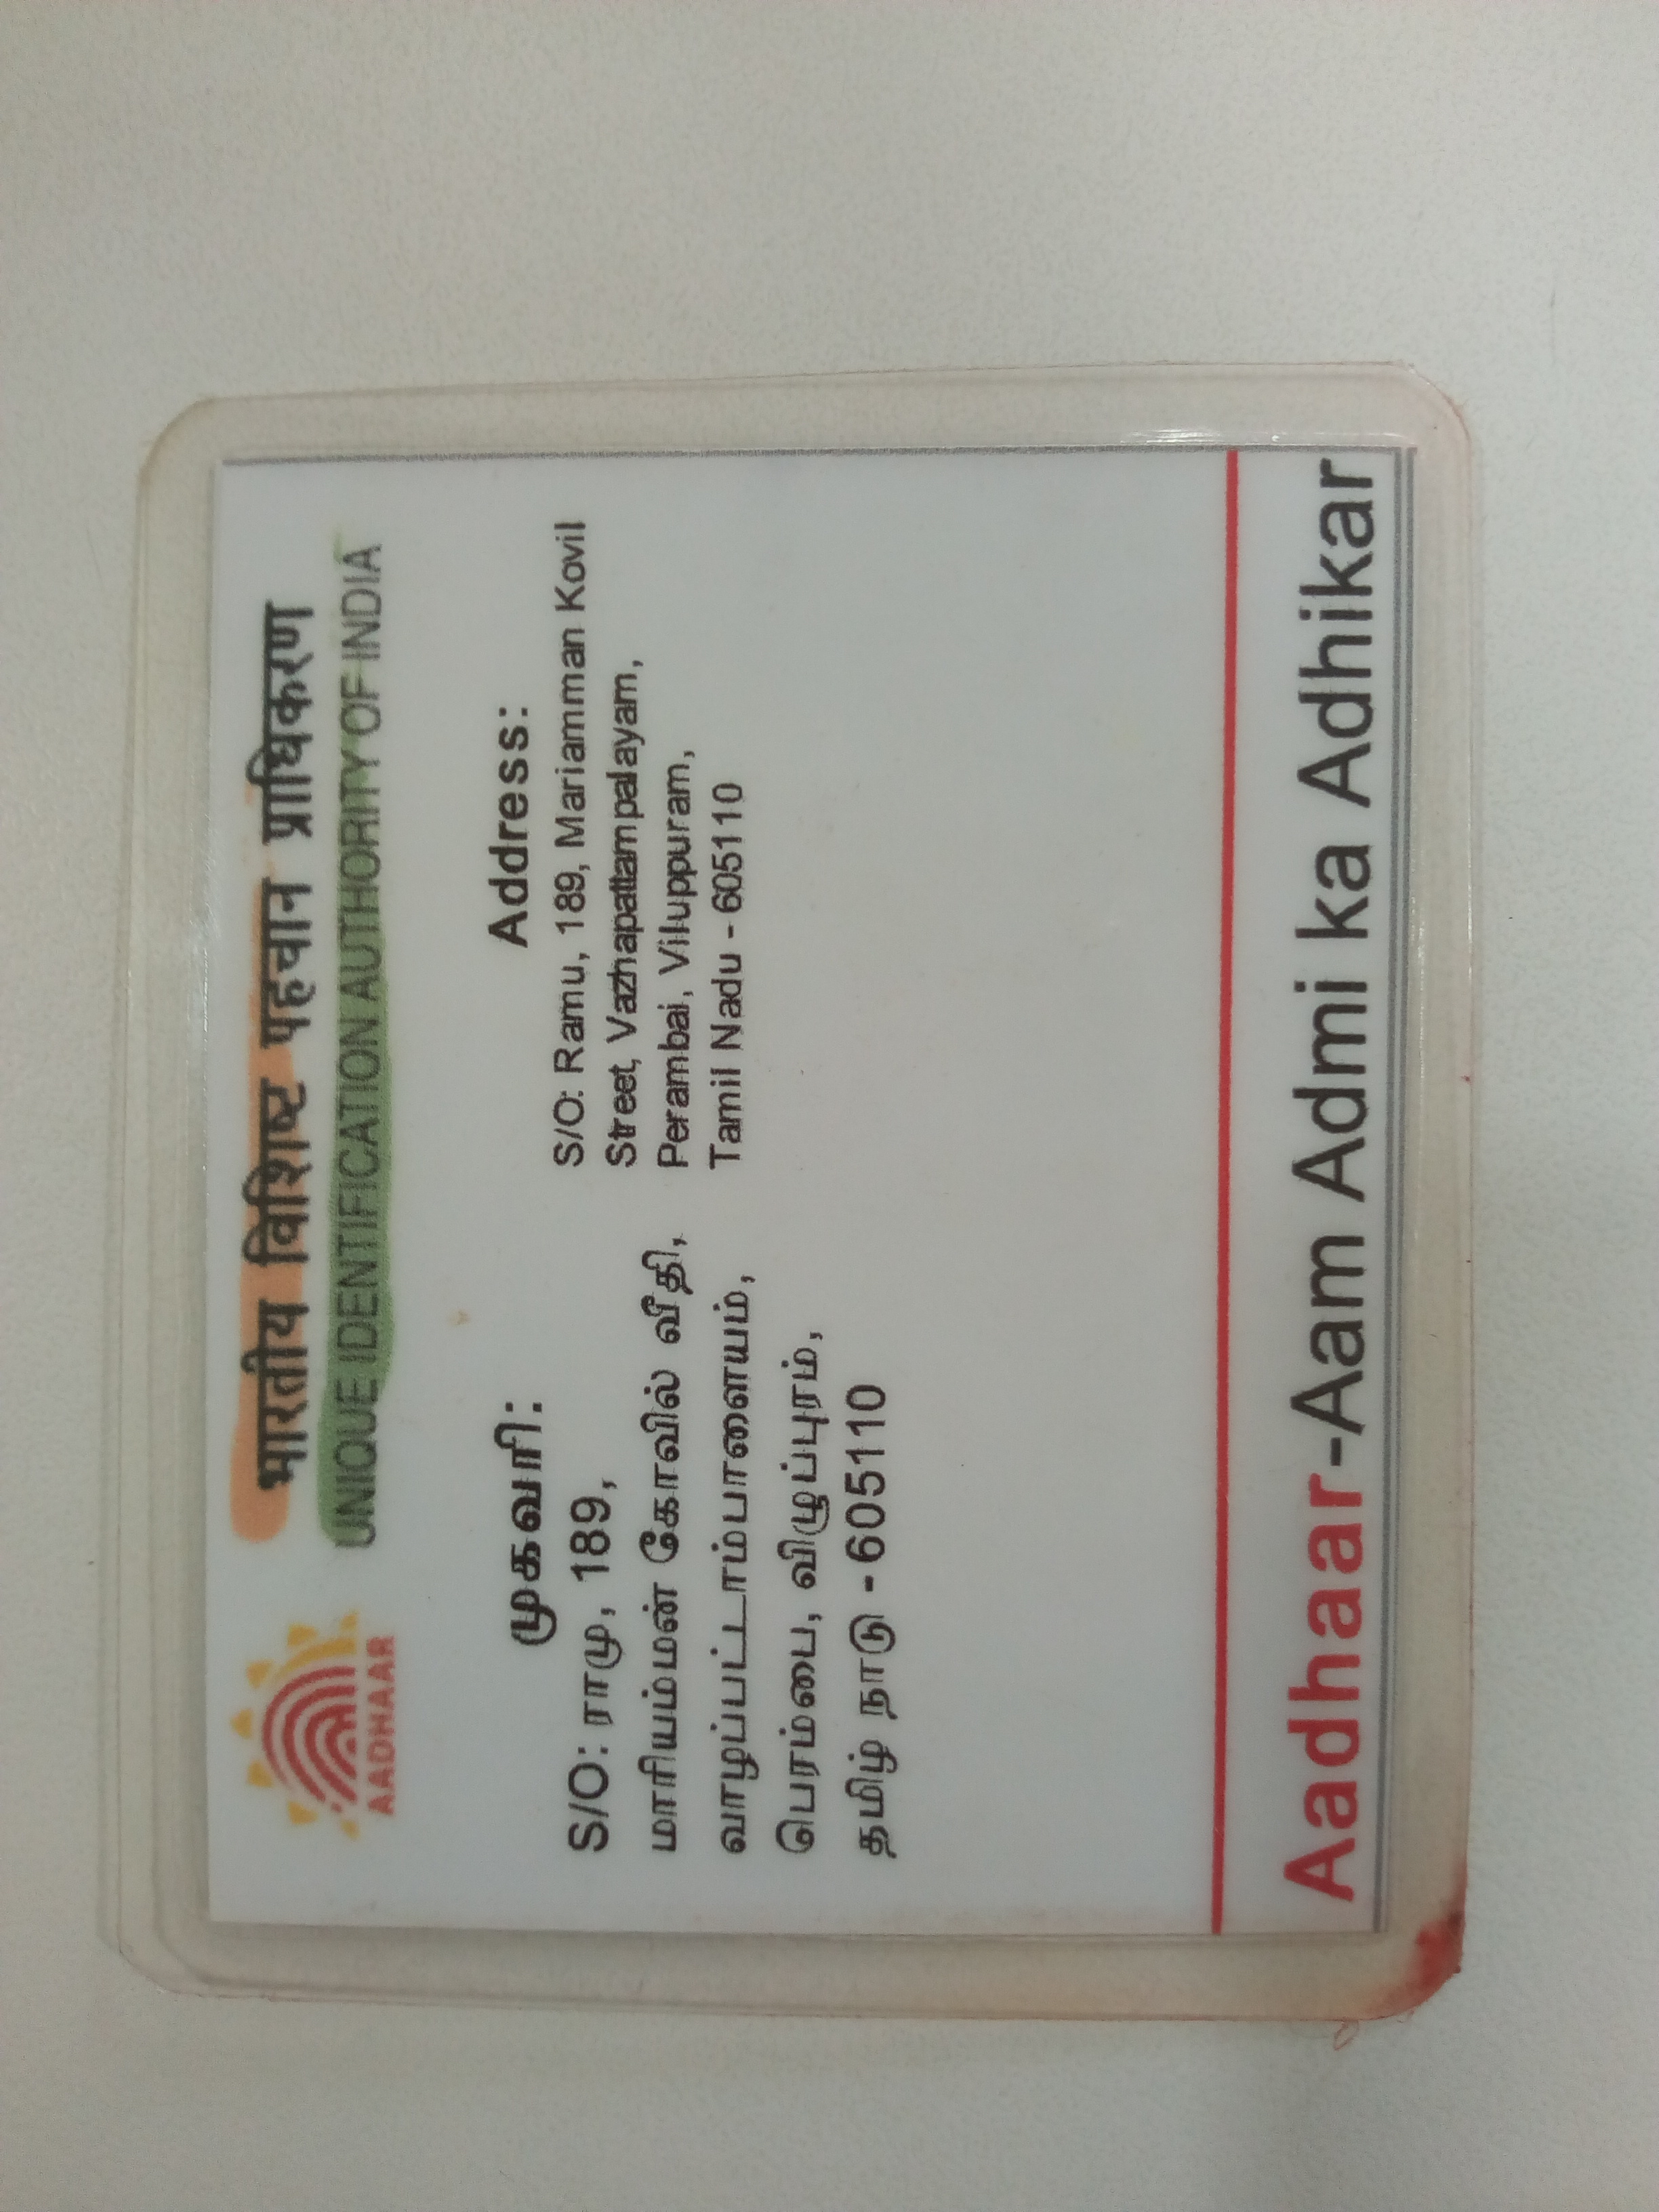 भारतीय विशिष्ट पहचान प्राधिकरण
UNIQUE IDENTIFICATION AUTHORITY OF INDIA
AADHAAR
முகவரி:
S/O: ராமு, 189,
மாரியம்மன் கோவில் வீதி,
வாழப்பட்டாம்பாளையம்,
பெரம்பை, விழுப்புரம்,
தமிழ் நாடு - 605110
Address:
S/O: Ramu, 189, Mariamman Kovil
Street, Vazhapattampalayam,
Perambai, Viluppuram,
Tamil Nadu - 605110
Aadhaar-Aam Admi ka Adhikar